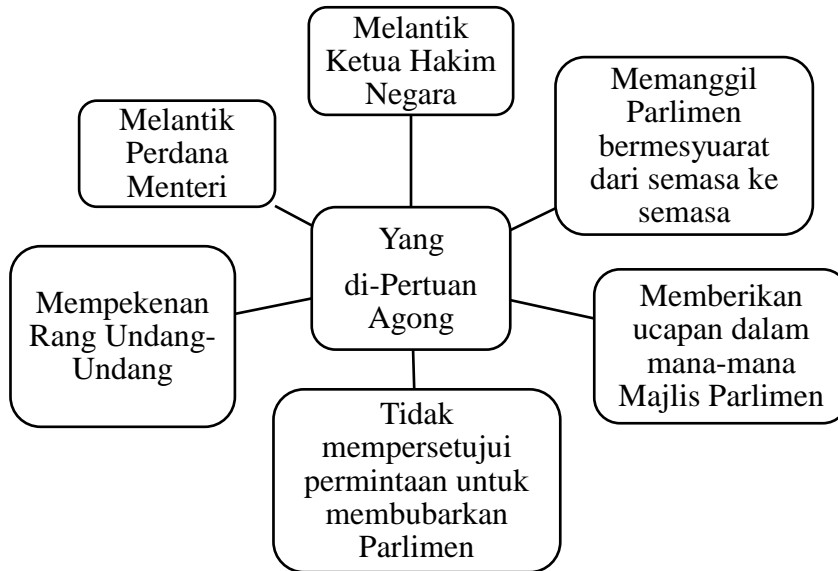 Melantik
Ketua Hakim
Negara
Memanggil
Parlimen
bermesyuarat
dari semasa ke
semasa
Melantik
Perdana
Menteri
Yang
di-Pertuan
Agong
Mempekenan
Rang Undang-
Undang
Memberikan
ucapan dalam
mana-mana
Majlis Parlimen
Tidak
mempersetujui
permintaan untuk
membubarkan
Parlimen